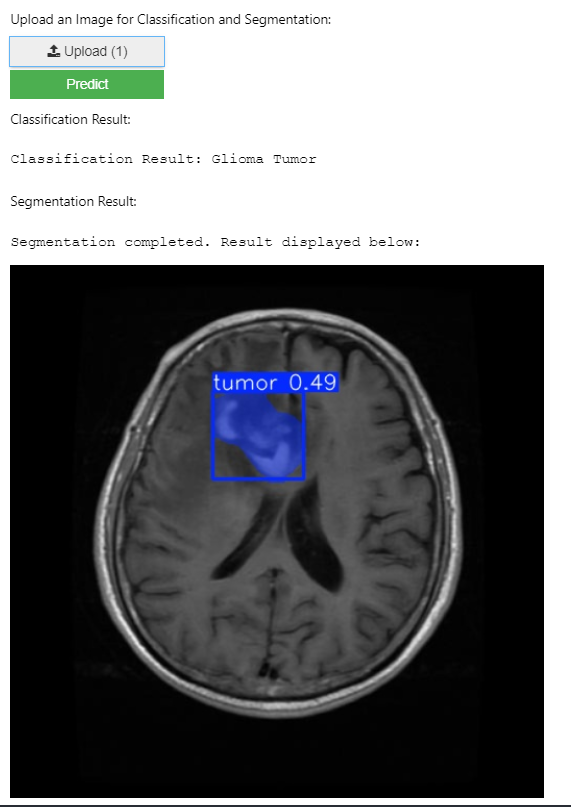 Upload an Image for Classification and Segmentation:
Upload (1)
Predict
Classification Result:
Classification Result: Glioma Tumor
Segmentation Result:
Segmentation completed. Result displayed below:
tumor 0.49